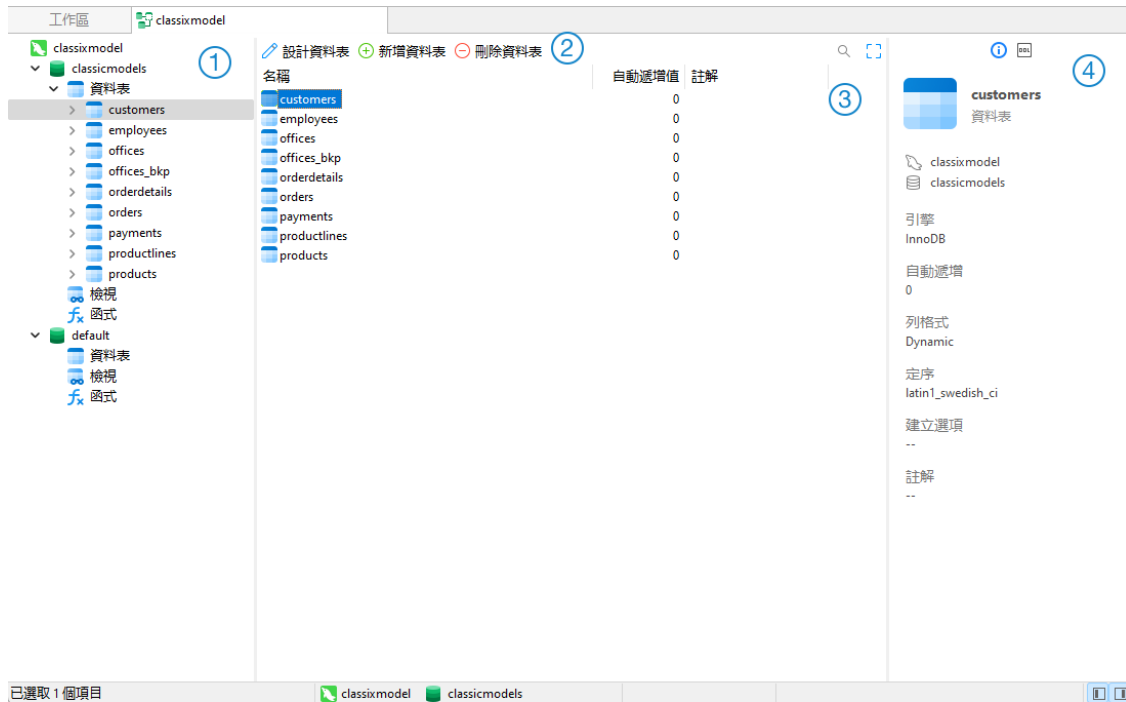 工作區
classixmodel
classixmodel
classicmodels
資料表
customers
employees
offices
offices_bkp
orderdetails
orders
payments
productlines
products
檢視
函式
default
資料表
檢視
函式
1
設計資料表 新增資料表 刪除資料表 2
名稱 自動遞增值 註解
customers 0
employees 0
offices 0
offices_bkp 0
orderdetails 0
orders 0
payments 0
productlines 0
products 0
3
DDL
4
customers
資料表
classixmodel
classicmodels
引擎
InnoDB
自動遞增
0
列格式
Dynamic
定序
latin1_swedish_ci
建立選項
--
註解
--
已選取 1 個項目 classixmodel classicmodels